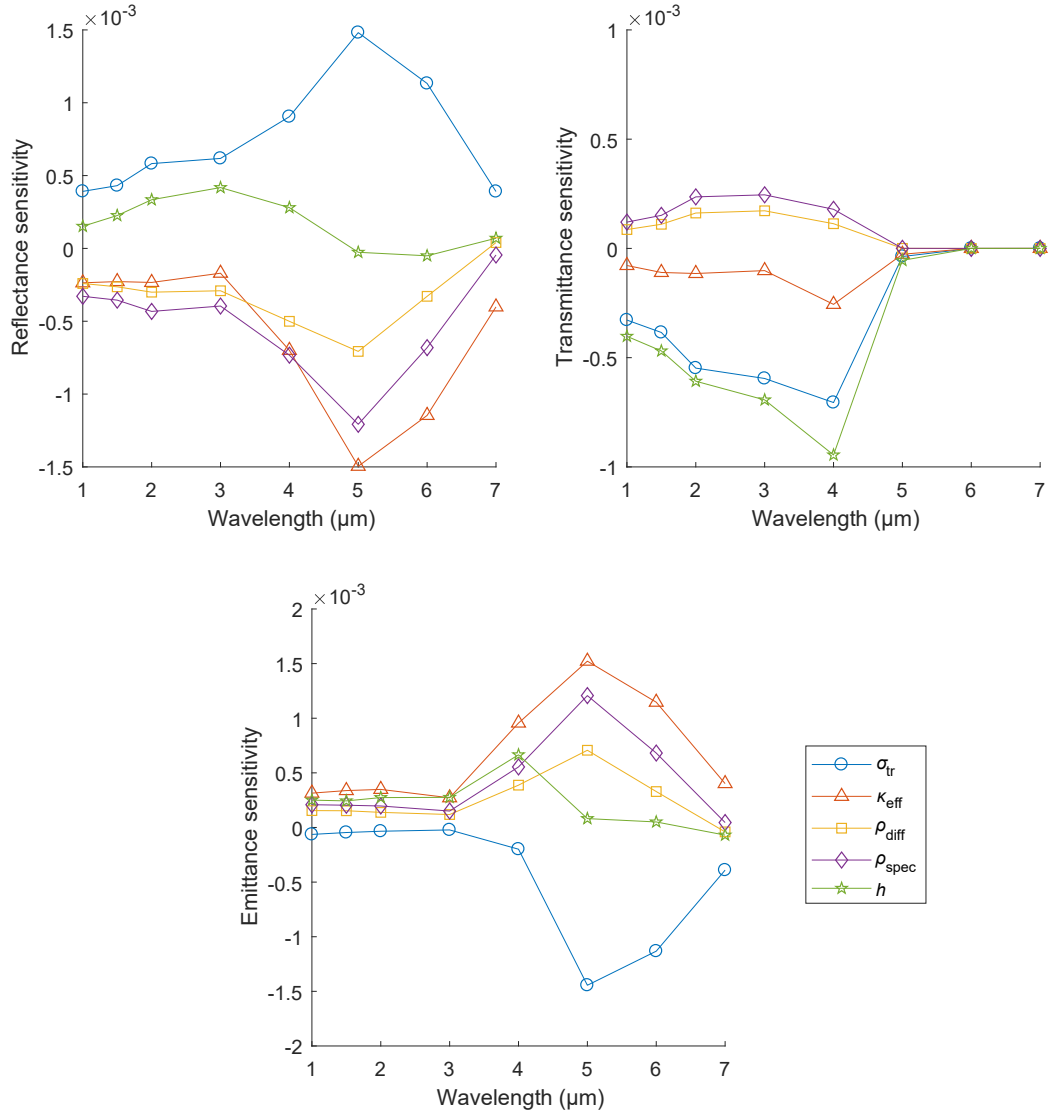 ×10-3
1.5
1
0.5
0
-0.5
-1
-1.5
Reflectance sensitivity
1 2 3 4 5 6 7
Wavelength (μm)
×10-3
1
0.5
0
-0.5
-1
Transmittance sensitivity
1 2 3 4 5 6 7
Wavelength (μm)
×10-3
2
1.5
1
0.5
0
-0.5
-1
-1.5
-2
Emittance sensitivity
1 2 3 4 5 6 7
Wavelength (μm)
σtr
κeff
ρdiff
ρspec
h